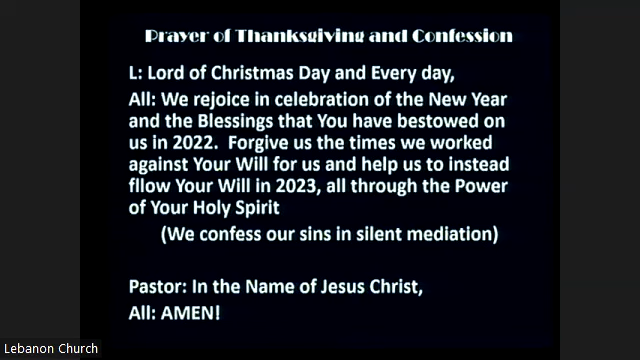 Prayer of Thanksgiving and Confession
L: Lord of Christmas Day and Every day,
All: We rejoice in celebration of the New Year
and the Blessings that You have bestowed on
us in 2022.  Forgive us the times we worked
against Your Will for us and help us to instead
fllow Your Will in 2023, all through the Power
of Your Holy Spirit
(We confess our sins in silent mediation)
Pastor: In the Name of Jesus Christ,
All: AMEN!
Lebanon Church